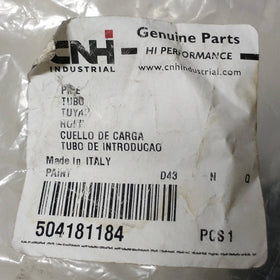 CNH
INDUSTRIAL
Genuine Parts
HI PERFORMANCE
www.cnhindustrial.com
TUBO
CUELLO DE CARGA
TUBO DE INTRODUCAO
Made in ITALY
PAINT D43 N 0
504181184 PCS 1